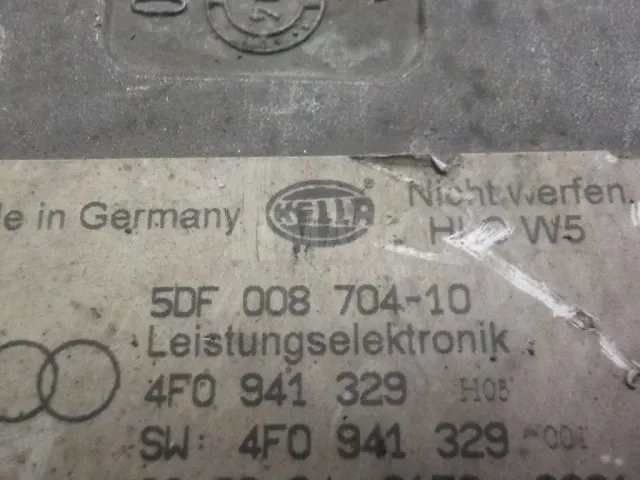 in Germany HELLA Nicht werfen.
W5
5DF 008 704-10
Leistungselektronik
4F0 941 329 H05
SW: 4F0 941 329 001